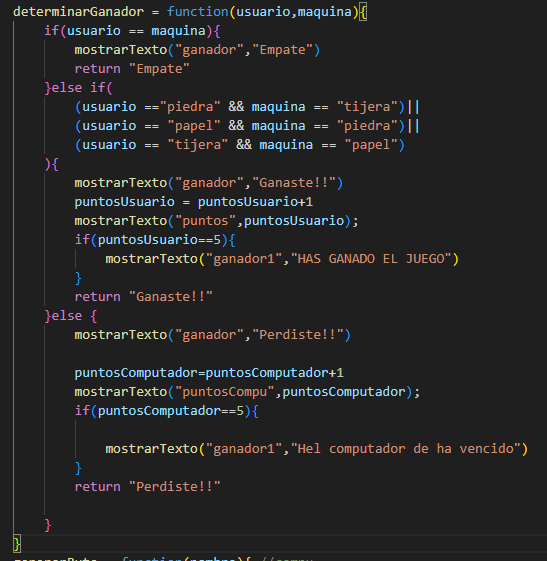 determinarGanador = function(usuario,maquina){
if(usuario == maquina){
mostrarTexto("ganador","Empate")
return "Empate"
}else if(
(usuario =="piedra" && maquina == "tijera")||
(usuario == "papel" && maquina == "piedra")||
(usuario == "tijera" && maquina == "papel")
){
mostrarTexto("ganador","Ganaste!!")
puntosUsuario = puntosUsuario+1
mostrarTexto("puntos",puntosUsuario);
if(puntosUsuario==5){
mostrarTexto("ganador1","HAS GANADO EL JUEGO")
}
return "Ganaste!!"
}else {
mostrarTexto("ganador","Perdiste!!")
puntosComputador=puntosComputador+1
mostrarTexto("puntosCompu",puntosComputador);
if(puntosComputador==5){
mostrarTexto("ganador1","Hel computador de ha vencido")
}
return "Perdiste!!"
}
}